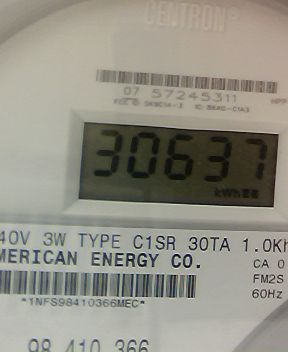 CENTRON®
07 57245311
30637
kWh
40V 3W TYPE C1SR 30TA 1.0Kh
MERICAN ENERGY CO.
CA 0
FM2S
60Hz
*1NFS98410366MEC*
98 410 366